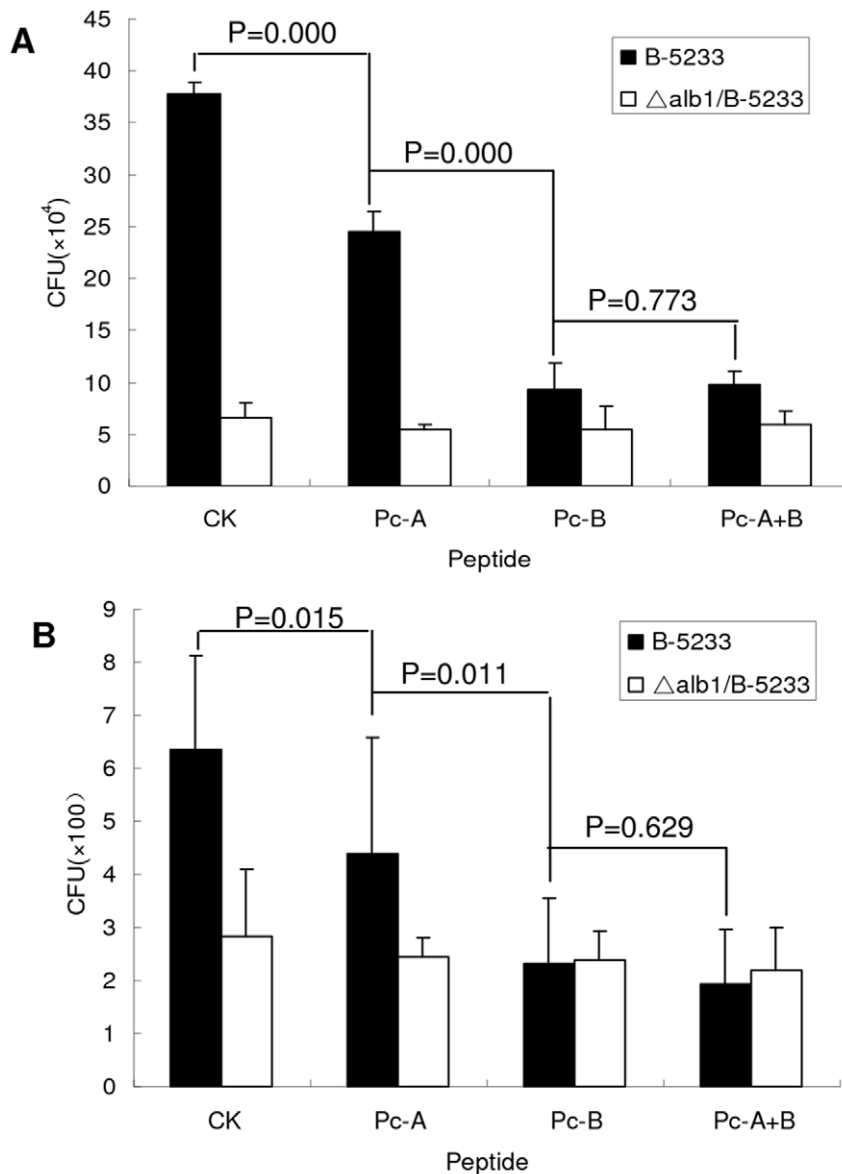 A
P=0.000
P=0.000
P=0.773
B-5233
△alb1/B-5233
CFU(×10⁴)
45
40
35
30
25
20
15
10
5
0
CK Pc-A Pc-B Pc-A+B
Peptide
B
P=0.015
P=0.011
P=0.629
B-5233
△alb1/B-5233
CFU(×100)
9
8
7
6
5
4
3
2
1
0
CK Pc-A Pc-B Pc-A+B
Peptide